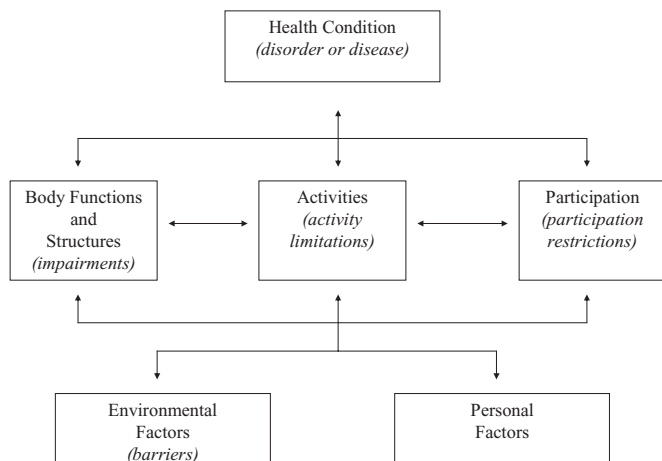 Health Condition
(disorder or disease)
Body Functions
and
Structures
(impairments)
Activities
(activity
limitations)
Participation
(participation
restrictions)
Environmental
Factors
(barriers)
Personal
Factors